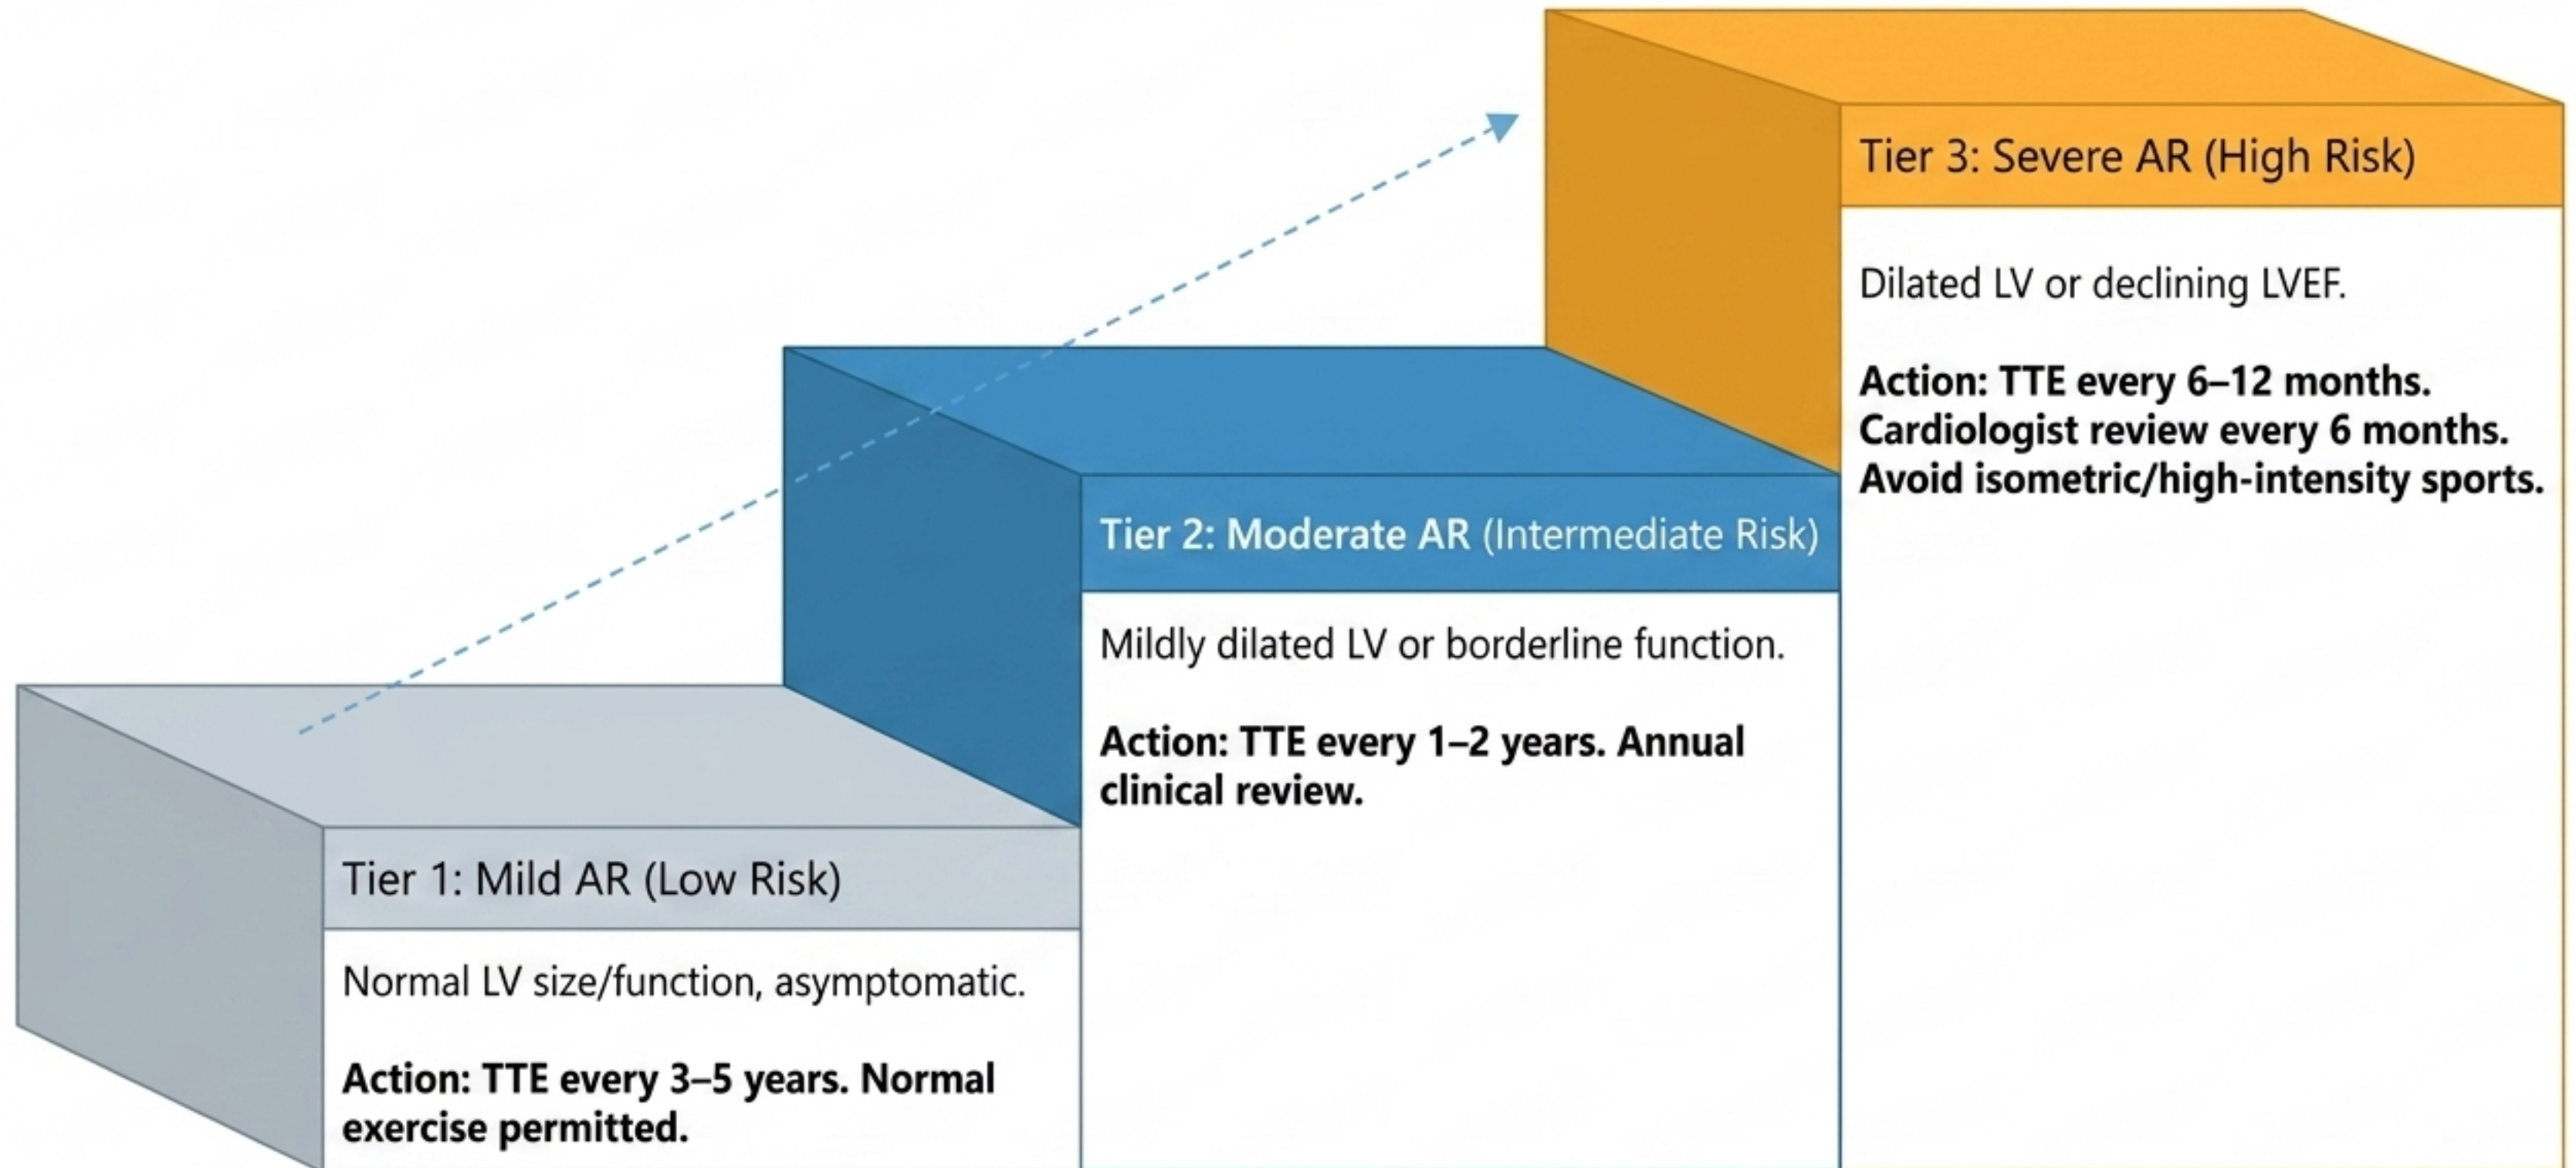 Tier 3: Severe AR (High Risk)
Dilated LV or declining LVEF.
Action: TTE every 6–12 months.
Cardiologist review every 6 months.
Avoid isometric/high-intensity sports.
Tier 2: Moderate AR (Intermediate Risk)
Mildly dilated LV or borderline function.
Action: TTE every 1–2 years. Annual
clinical review.
Tier 1: Mild AR (Low Risk)
Normal LV size/function, asymptomatic.
Action: TTE every 3–5 years. Normal
exercise permitted.